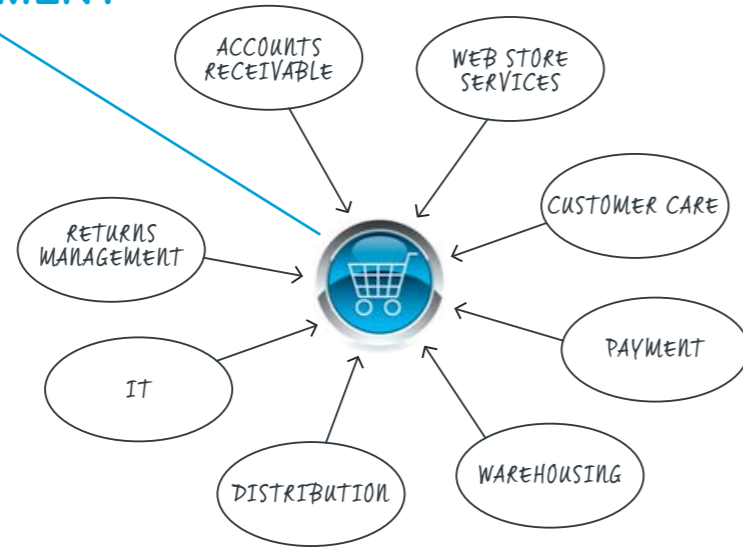 ACCOUNTS
RECEIVABLE
WEB STORE
SERVICES
CUSTOMER CARE
RETURNS
MANAGEMENT
PAYMENT
IT
WAREHOUSING
DISTRIBUTION